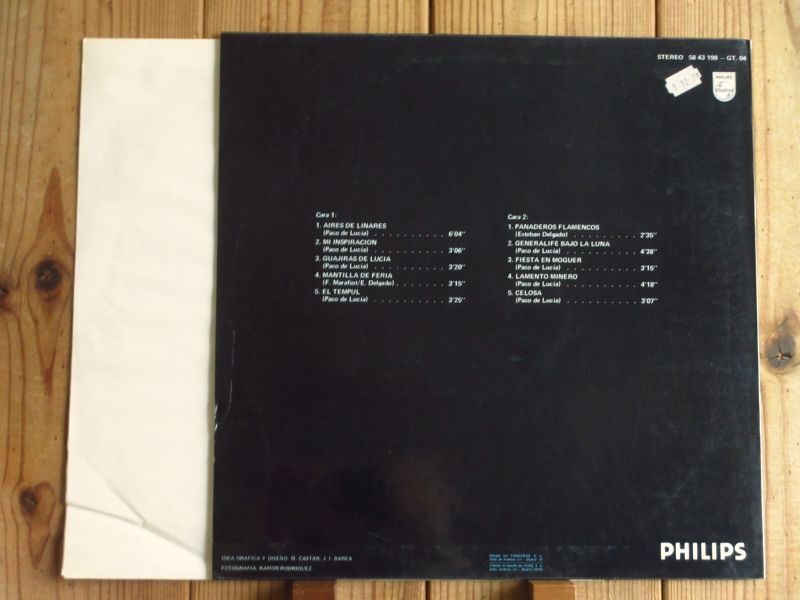 STEREO 58 43 198 - GT. 04
1.12.77
PHILIPS
Cara 1:
1. AIRES DE LINARES
(Paco de Lucía) . . . . . . . . . . . 6'04''
2. MI INSPIRACION
(Paco de Lucía) . . . . . . . . . . . 3'06''
3. GUAJIRAS DE LUCIA
(Paco de Lucía) . . . . . . . . . . . 3'20''
4. MANTILLA DE FERIA
(F. Marafiot/E. Delgado) . . . . . . . 3'15''
5. EL TEMPUL
(Paco de Lucía) . . . . . . . . . . . 3'25''
Cara 2:
1. PANADEROS FLAMENCOS
(Esteban Delgado) . . . . . . . . . . 2'35''
2. GENERALIFE BAJO LA LUNA
(Paco de Lucía) . . . . . . . . . . . 4'38''
3. FIESTA EN MOGUER
(Paco de Lucía) . . . . . . . . . . . 3'15''
4. LAMENTO MINERO
(Paco de Lucía) . . . . . . . . . . . 4'18''
5. CELOSA
(Paco de Lucía) . . . . . . . . . . . 3'07''
IDEA GRAFICA Y DISEÑO: M. CASTAN, J. I. BAREA
FOTOGRAFIA: RAMON RODRIGUEZ
PHILIPS